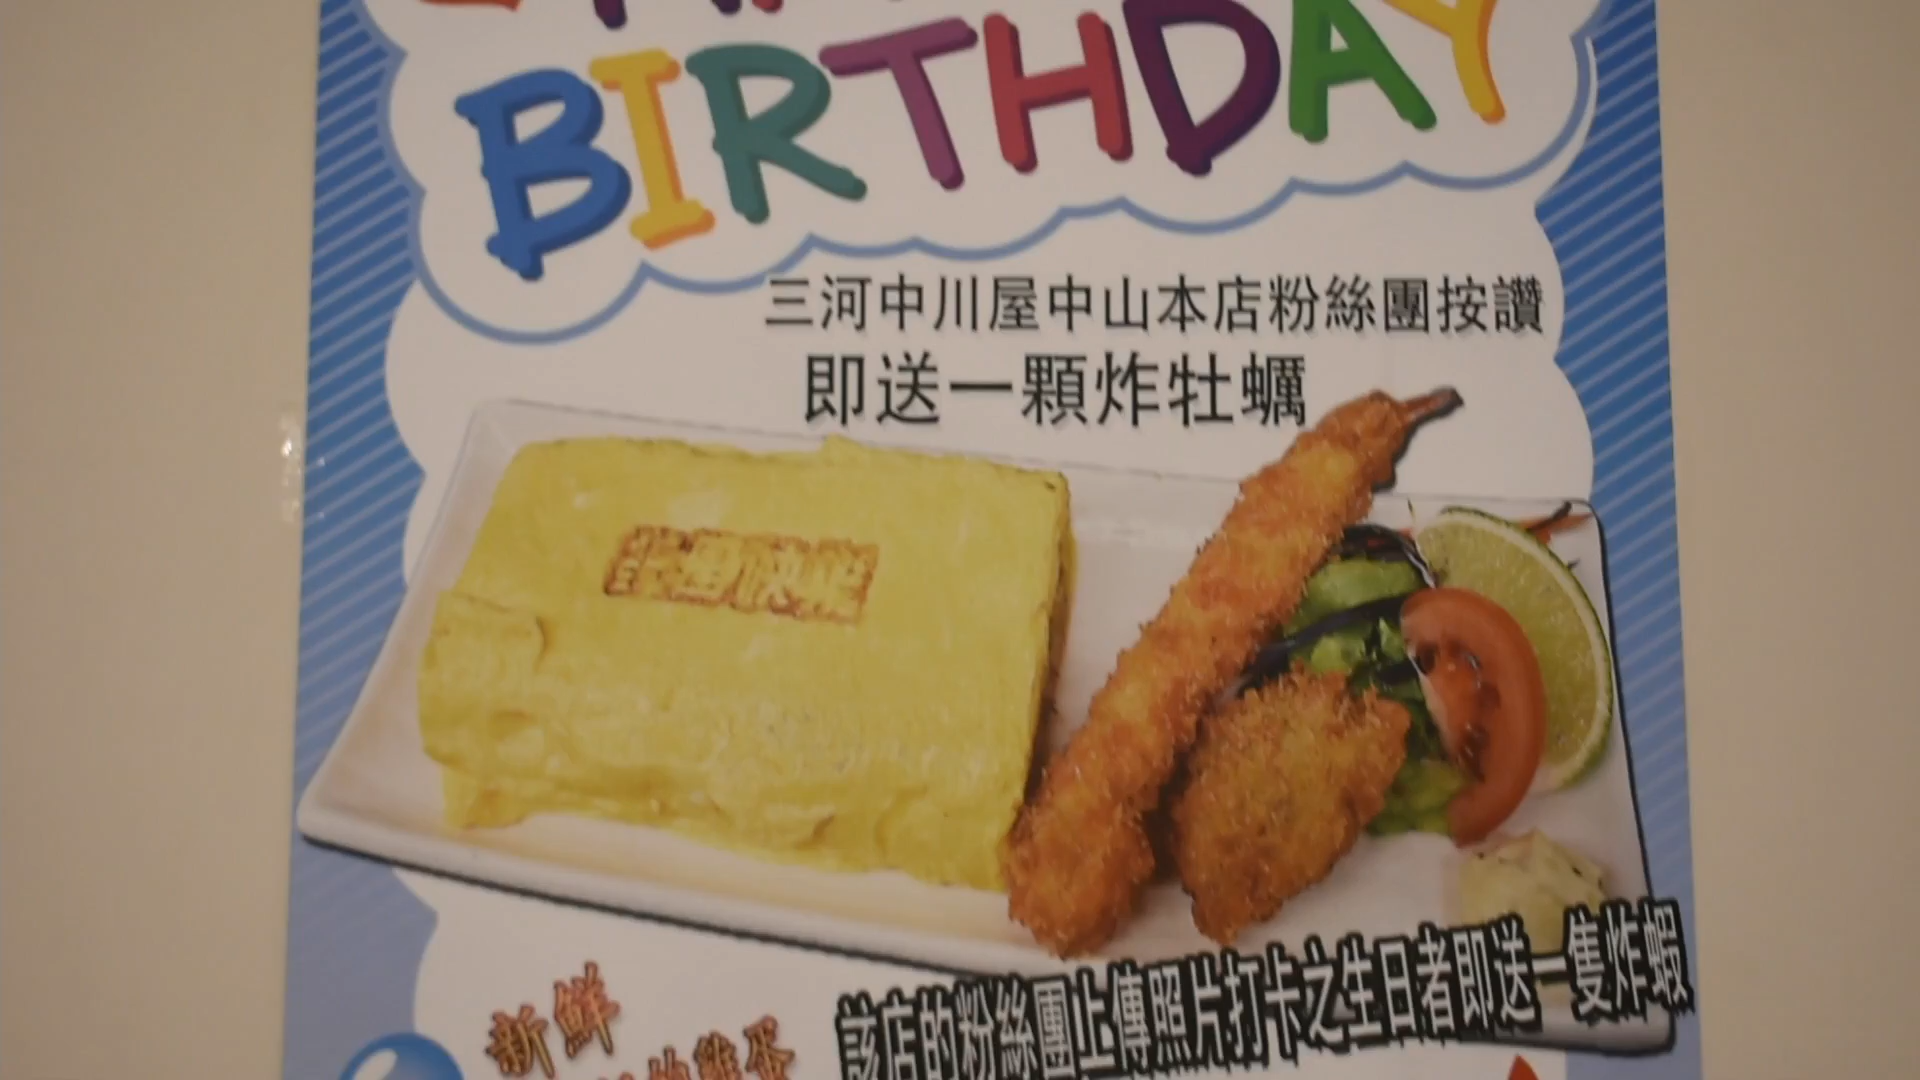 BIRTHDAY
三河中川屋中山本店粉絲團按讚
即送一顆炸牡蠣
該店的粉絲團上傳照片打卡之生日者即送一隻炸蝦
新鮮
雞蛋